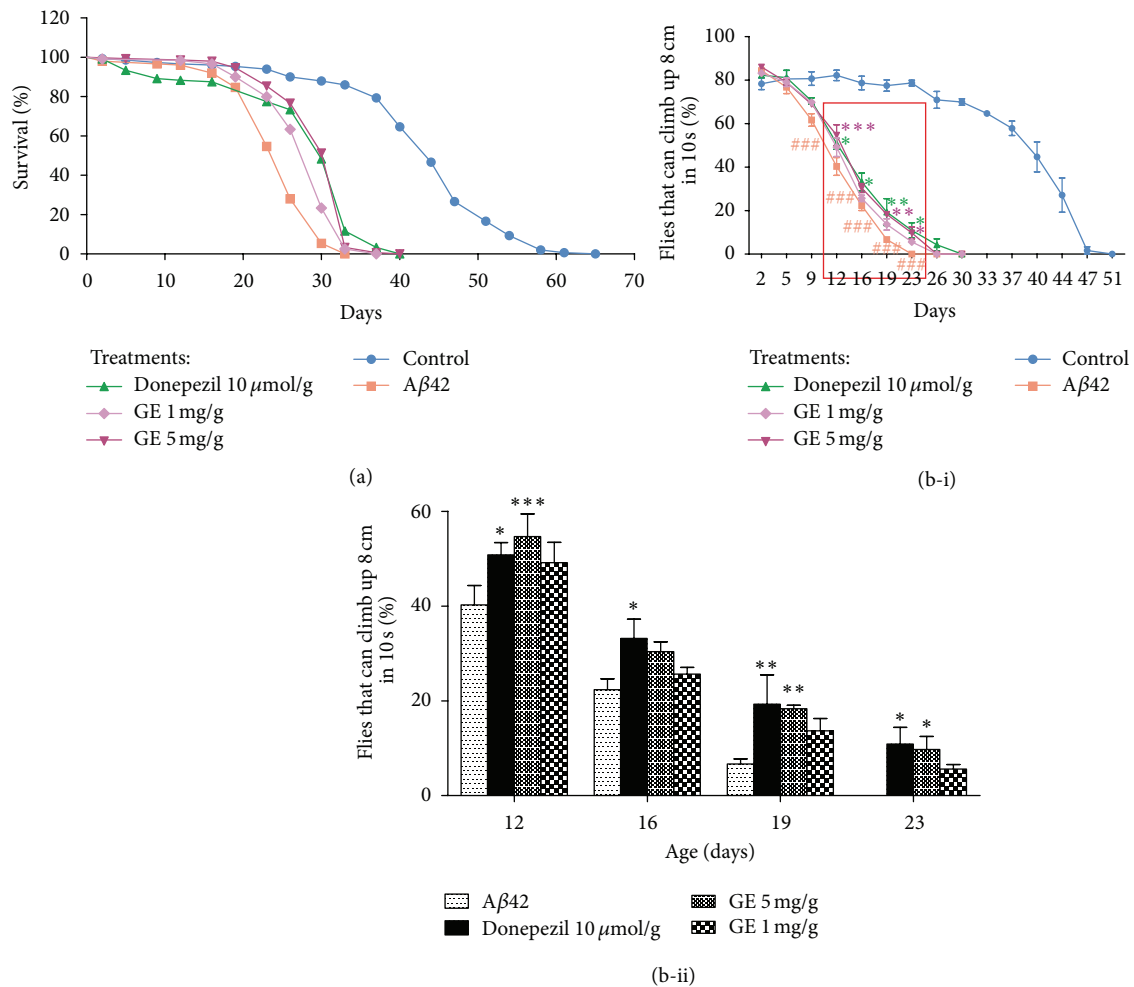 120
100
80
60
40
20
0
Survival (%)
0 10 20 30 40 50 60 70
Days
Treatments:
Donepezil 10 μmol/g
GE 1 mg/g
GE 5 mg/g
Control
Aβ42
(a)
100
80
60
40
20
0
Flies that can climb up 8 cm
in 10 s (%)
###
***
*
###
*
###
**
**
###
*
*
###
2 5 9 12 16 19 23 26 30 33 37 40 44 47 51
Days
Treatments:
Donepezil 10 μmol/g
GE 1 mg/g
GE 5 mg/g
Control
Aβ42
(b-i)
60
40
20
0
Flies that can climb up 8 cm
in 10 s (%)
* ***
*
** **
* *
12 16 19 23
Age (days)
Aβ42
Donepezil 10 μmol/g
GE 5 mg/g
GE 1 mg/g
(b-ii)